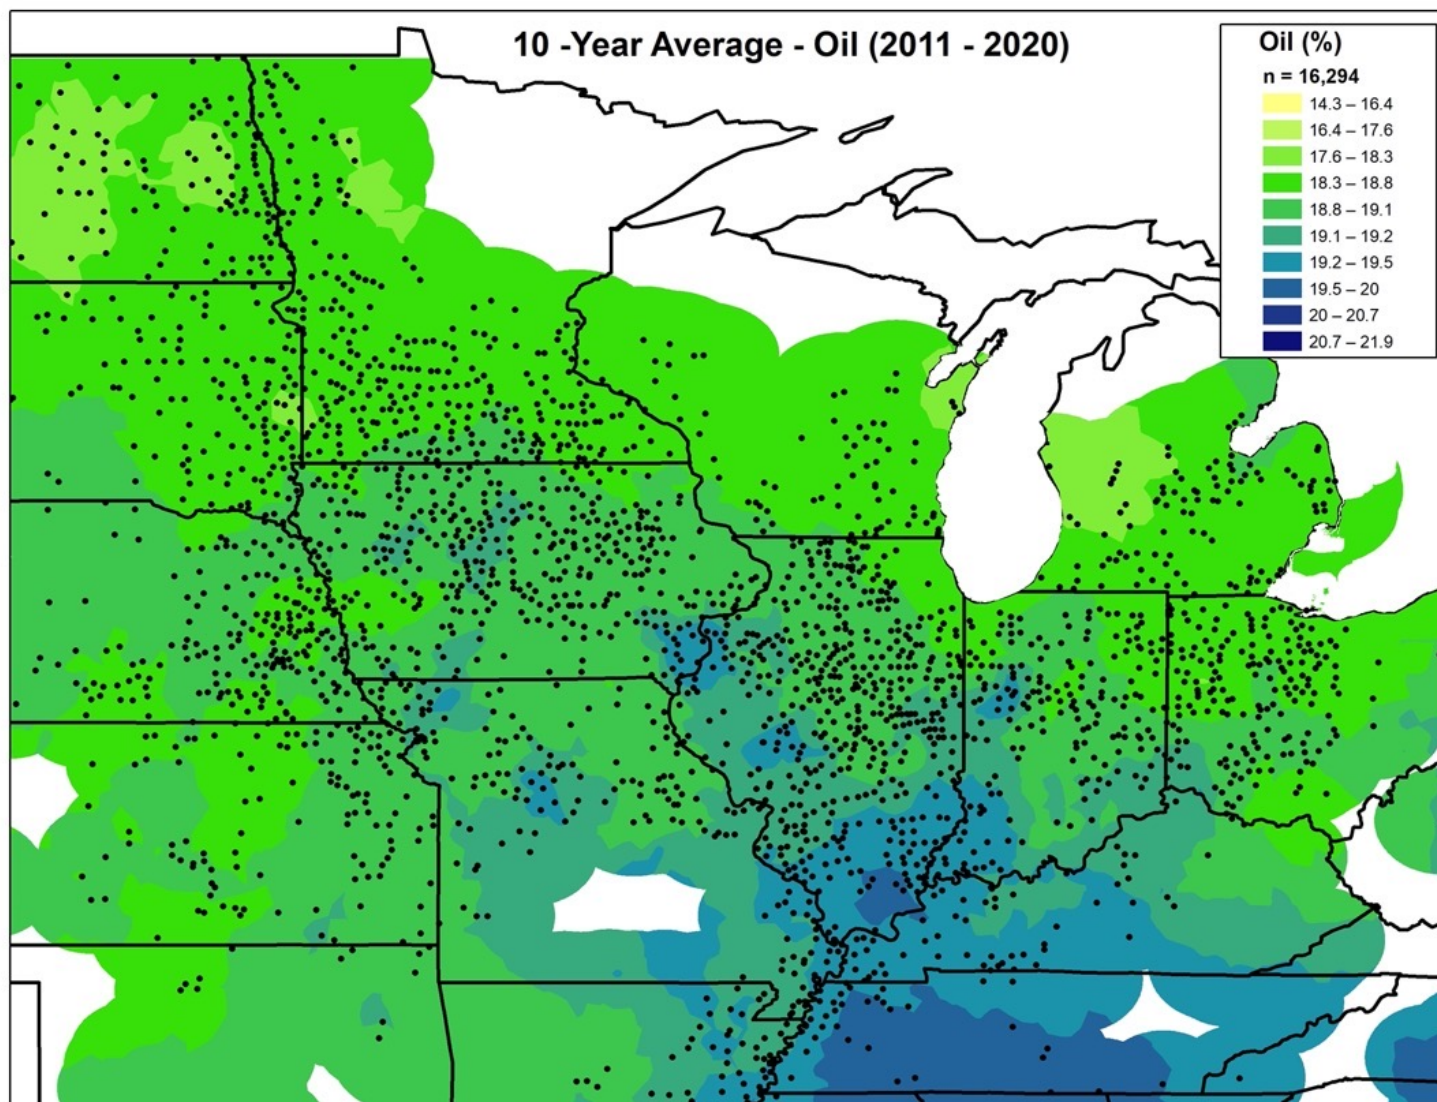 10 -Year Average - Oil (2011 - 2020)
Oil (%)
n = 16,294
14.3 – 16.4
16.4 – 17.6
17.6 – 18.3
18.3 – 18.8
18.8 – 19.1
19.1 – 19.2
19.2 – 19.5
19.5 – 20
20 – 20.7
20.7 – 21.9